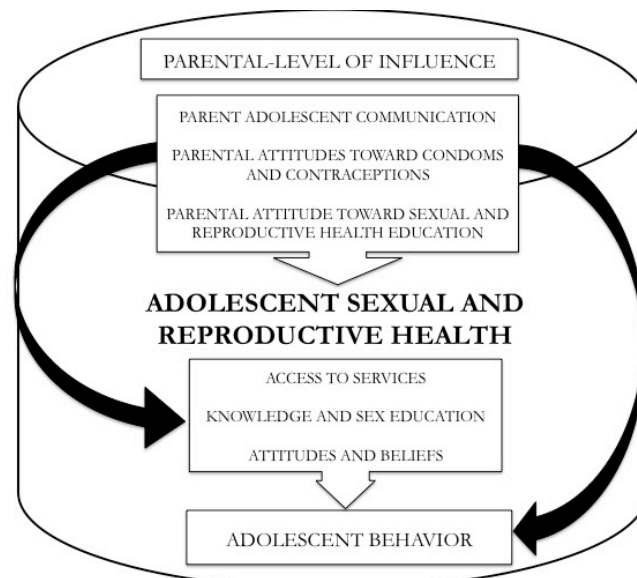 PARENTAL-LEVEL OF INFLUENCE
PARENT ADOLESCENT COMMUNICATION
PARENTAL ATTITUDES TOWARD CONDOMS
AND CONTRACEPTIONS
PARENTAL ATTITUDE TOWARD SEXUAL AND
REPRODUCTIVE HEALTH EDUCATION
ADOLESCENT SEXUAL AND
REPRODUCTIVE HEALTH
ACCESS TO SERVICES
KNOWLEDGE AND SEX EDUCATION
ATTITUDES AND BELIEFS
ADOLESCENT BEHAVIOR